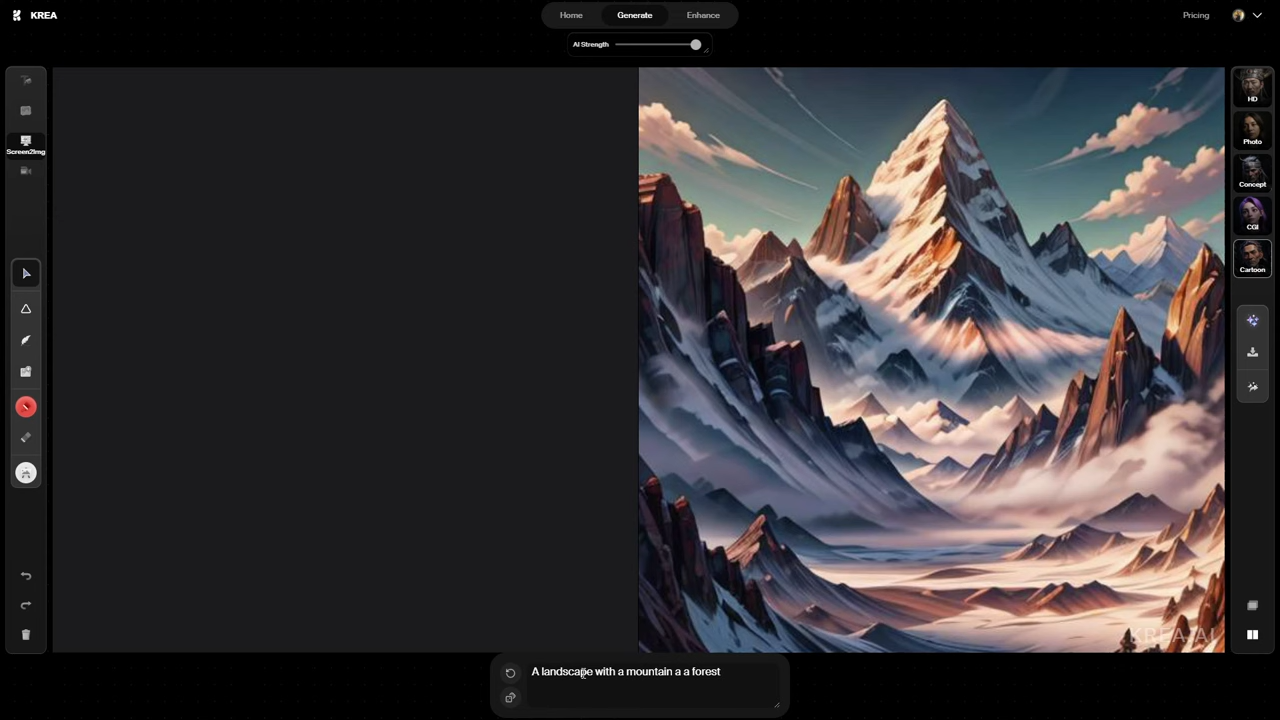 KREA
Home
Generate
Enhance
Pricing
AI Strength
Screen2Img
HD
Photo
Concept
CGI
Cartoon
KREA AI
A landscape with a mountain a a forest